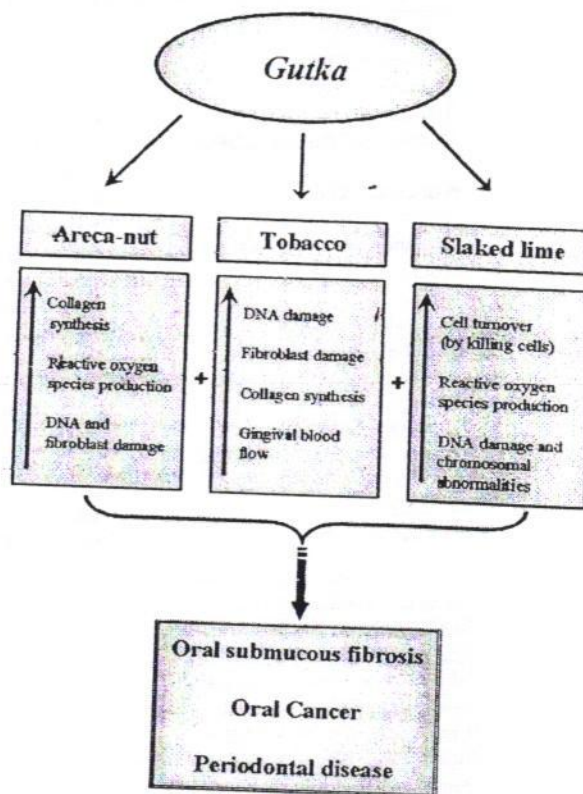 Gutka
Areca-nut
Tobacco
Slaked lime
Collagen
synthesis
Reactive oxygen
species production
DNA and
fibroblast damage
+
DNA damage
Fibroblast damage
Collagen synthesis
Gingival blood
flow
+
Cell turnover
(by killing cells)
Reactive oxygen
species production
DNA damage and
chromosomal
abnormalities
Oral submucous fibrosis
Oral Cancer
Periodontal disease